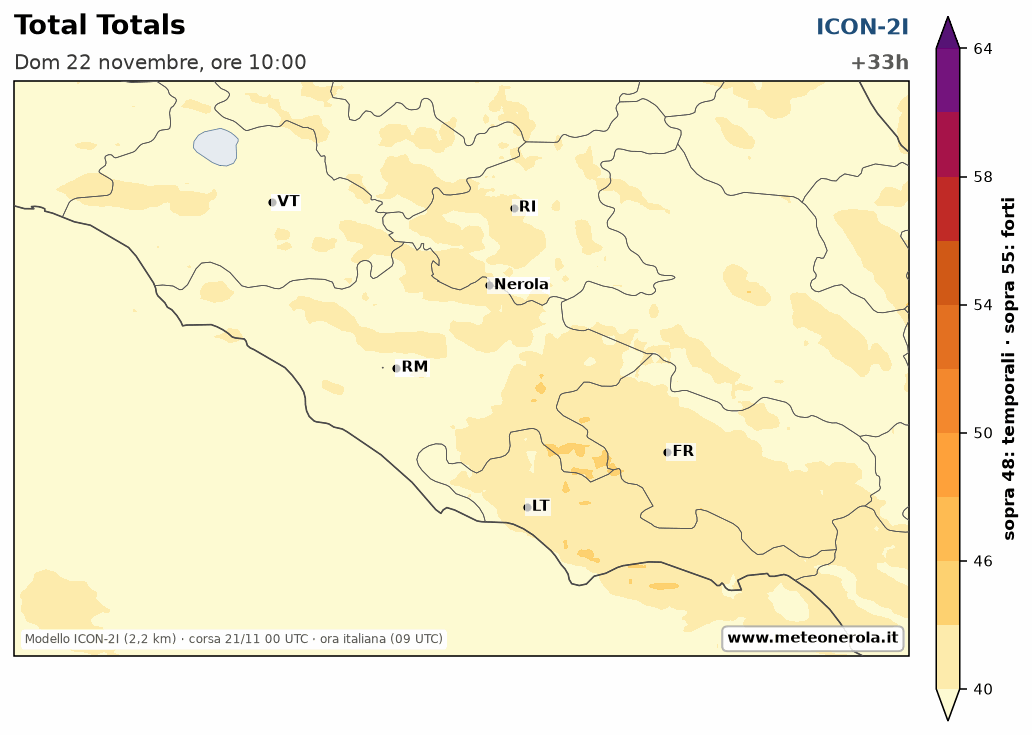 Total Totals
ICON-2I
Dom 22 novembre, ore 10:00
+33h
64
58
54
50
46
40
sopra 48: temporali · sopra 55: forti
VT
RI
Nerola
RM
FR
LT
Modello ICON-2I (2,2 km) · corsa 21/11 00 UTC · ora italiana (09 UTC)
www.meteonerola.it